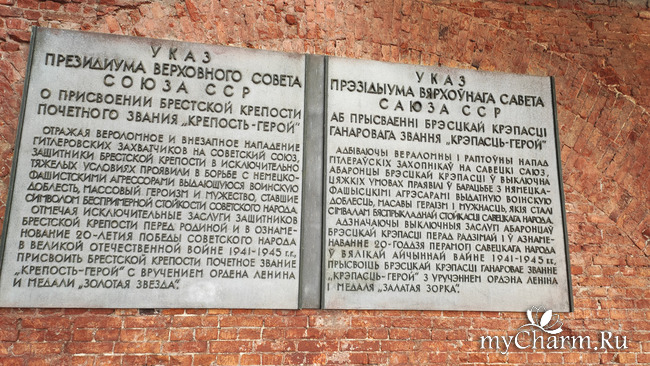 УКАЗ
ПРЕЗИДИУМА ВЕРХОВНОГО СОВЕТА
СОЮЗА ССР
О ПРИСВОЕНИИ БРЕСТСКОЙ КРЕПОСТИ
ПОЧЕТНОГО ЗВАНИЯ „КРЕПОСТЬ-ГЕРОЙ“
ОТРАЖАЯ ВЕРОЛОМНОЕ И ВНЕЗАПНОЕ НАПАДЕНИЕ
ГИТЛЕРОВСКИХ ЗАХВАТЧИКОВ НА СОВЕТСКИЙ СОЮЗ,
ЗАЩИТНИКИ БРЕСТСКОЙ КРЕПОСТИ В ИСКЛЮЧИТЕЛЬНО
ТЯЖЕЛЫХ УСЛОВИЯХ ПРОЯВИЛИ В БОРЬБЕ С НЕМЕЦКО-
ФАШИСТСКИМИ АГРЕССОРАМИ ВЫДАЮЩУЮСЯ ВОИНСКУЮ
ДОБЛЕСТЬ, МАССОВЫЙ ГЕРОИЗМ И МУЖЕСТВО, СТАВШИЕ
СИМВОЛОМ БЕСПРИМЕРНОЙ СТОЙКОСТИ СОВЕТСКОГО НАРОДА.
ОТМЕЧАЯ ИСКЛЮЧИТЕЛЬНЫЕ ЗАСЛУГИ ЗАЩИТНИКОВ
БРЕСТСКОЙ КРЕПОСТИ ПЕРЕД РОДИНОЙ И В ОЗНАМЕ-
НОВАНИЕ 20-ЛЕТИЯ ПОБЕДЫ СОВЕТСКОГО НАРОДА
В ВЕЛИКОЙ ОТЕЧЕСТВЕННОЙ ВОЙНЕ 1941-1945 г.г.,
ПРИСВОИТЬ БРЕСТСКОЙ КРЕПОСТИ ПОЧЕТНОЕ ЗВАНИЕ
„КРЕПОСТЬ-ГЕРОЙ“ С ВРУЧЕНИЕМ ОРДЕНА ЛЕНИНА
И МЕДАЛИ „ЗОЛОТАЯ ЗВЕЗДА“.
УКАЗ
ПРЭЗІДЫУМА ВЯРХОЎНАГА САВЕТА
САЮЗА ССР
АБ ПРЫСВАЕННІ БРЭСЦКАЙ КРЭПАСЦІ
ГАНАРОВАГА ЗВАННЯ „КРЭПАСЦЬ-ГЕРОЙ“
АДБІВАЮЧЫ ВЕРАЛОМНЫ І РАПТОЎНЫ НАПАД
ГІТЛЕРАЎСКІХ ЗАХОПНІКАЎ НА САВЕЦКІ САЮЗ,
АБАРОНЦЫ БРЭСЦКАЙ КРЭПАСЦІ Ў ВЫКЛЮЧНА
ЦЯЖКІХ УМОВАХ ПРАЯВІЛІ Ў БАРАЦЬБЕ З НЯМЕЦКА-
ФАШЫСЦКІМІ АГРЭСАРАМІ ВЫДАТНУЮ ВОІНСКУЮ
ДОБЛЕСЦЬ, МАСАВЫ ГЕРАІЗМ І МУЖНАСЦЬ, ЯКІЯ СТАЛІ
СІМВАЛАМ БЯСПРЫКЛАДНАЙ СТОЙКАСЦІ САВЕЦКАГА НАРОДА.
АДЗНАЧАЮЧЫ ВЫКЛЮЧНЫЯ ЗАСЛУГІ АБАРОНЦАЎ
БРЭСЦКАЙ КРЭПАСЦІ ПЕРАД РАДЗІМАЙ І Ў АЗНАМЕ-
НАВАННЕ 20-ГОДДЗЯ ПЕРАМОГІ САВЕЦКАГА НАРОДА
Ў ВЯЛІКАЙ АЙЧЫННАЙ ВАЙНЕ 1941-1945 г.г.,
ПРЫСВОІЦЬ БРЭСЦКАЙ КРЭПАСЦІ ГАНАРОВАЕ ЗВАННЕ
„КРЭПАСЦЬ-ГЕРОЙ“ З УРУЧЭННЕМ ОРДЭНА ЛЕНІНА
І МЕДАЛЯ „ЗАЛАТАЯ ЗОРКА“.
myCharm.Ru